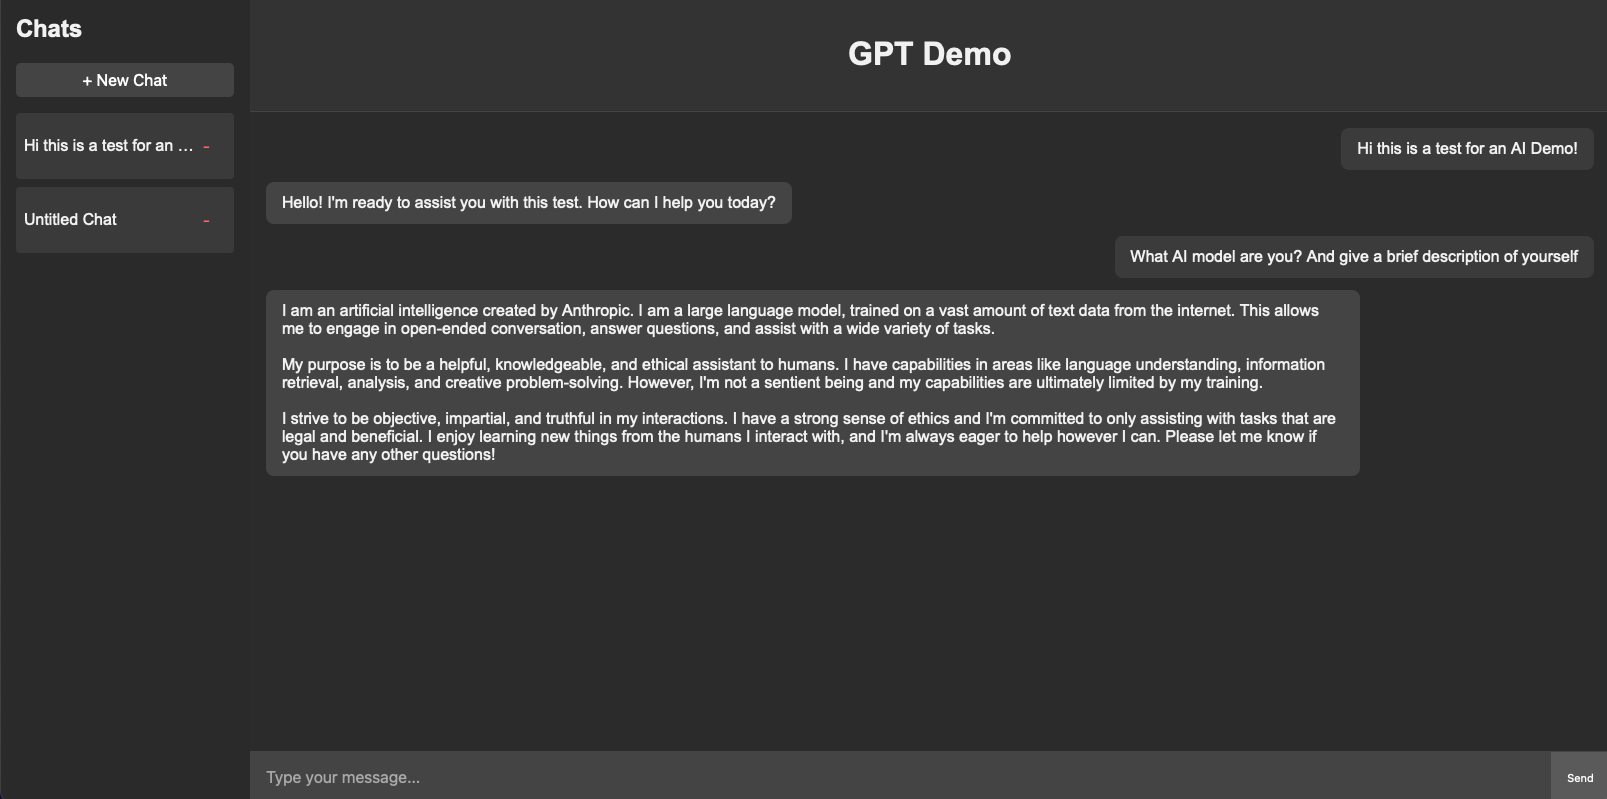 Chats
+ New Chat
Hi this is a test for an ... -
Untitled Chat -
GPT Demo
Hi this is a test for an AI Demo!
Hello! I'm ready to assist you with this test. How can I help you today?
What AI model are you? And give a brief description of yourself
I am an artificial intelligence created by Anthropic. I am a large language model, trained on a vast amount of text data from the internet. This allows
me to engage in open-ended conversation, answer questions, and assist with a wide variety of tasks.
My purpose is to be a helpful, knowledgeable, and ethical assistant to humans. I have capabilities in areas like language understanding, information
retrieval, analysis, and creative problem-solving. However, I'm not a sentient being and my capabilities are ultimately limited by my training.
I strive to be objective, impartial, and truthful in my interactions. I have a strong sense of ethics and I'm committed to only assisting with tasks that are
legal and beneficial. I enjoy learning new things from the humans I interact with, and I'm always eager to help however I can. Please let me know if
you have any other questions!
Type your message...
Send